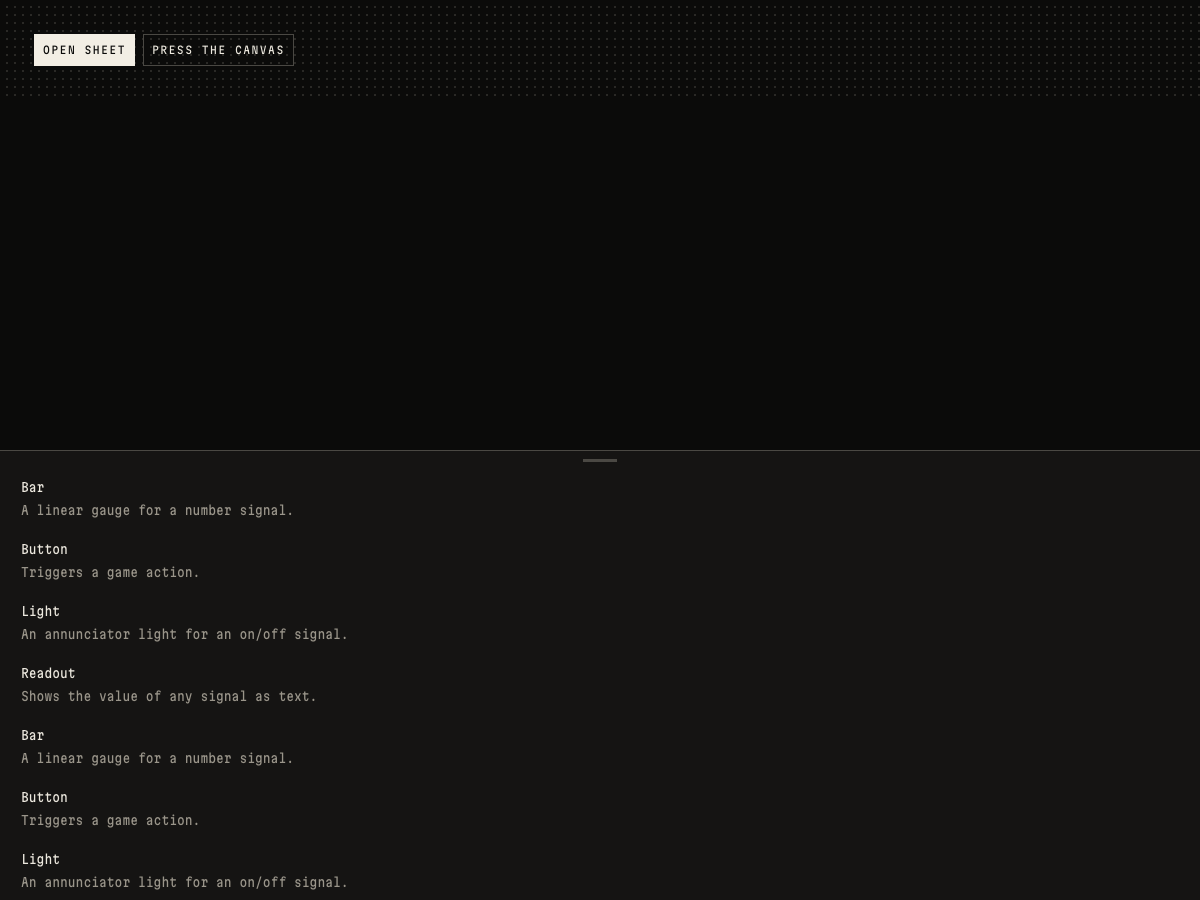 OPEN SHEET
PRESS THE CANVAS
Bar
A linear gauge for a number signal.
Button
Triggers a game action.
Light
An annunciator light for an on/off signal.
Readout
Shows the value of any signal as text.
Bar
A linear gauge for a number signal.
Button
Triggers a game action.
Light
An annunciator light for an on/off signal.